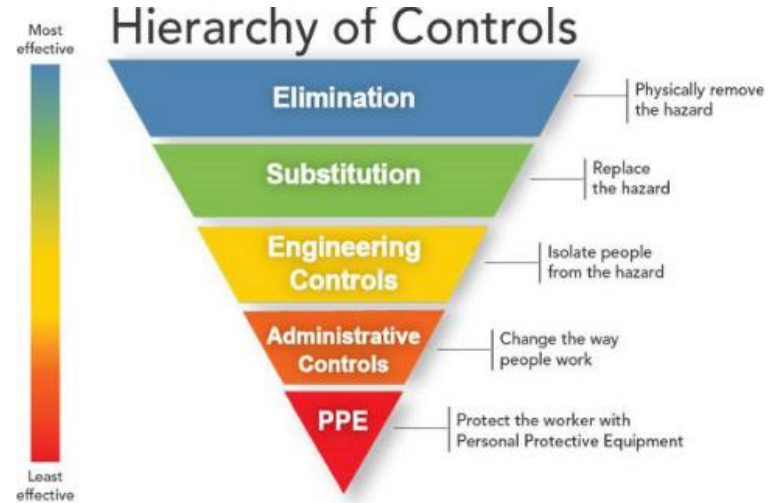 Hierarchy of Controls
Most
effective
Elimination
Physically remove
the hazard
Substitution
Replace
the hazard
Engineering
Controls
Isolate people
from the hazard
Administrative
Controls
Change the way
people work
PPE
Protect the worker with
Personal Protective Equipment
Least
effective